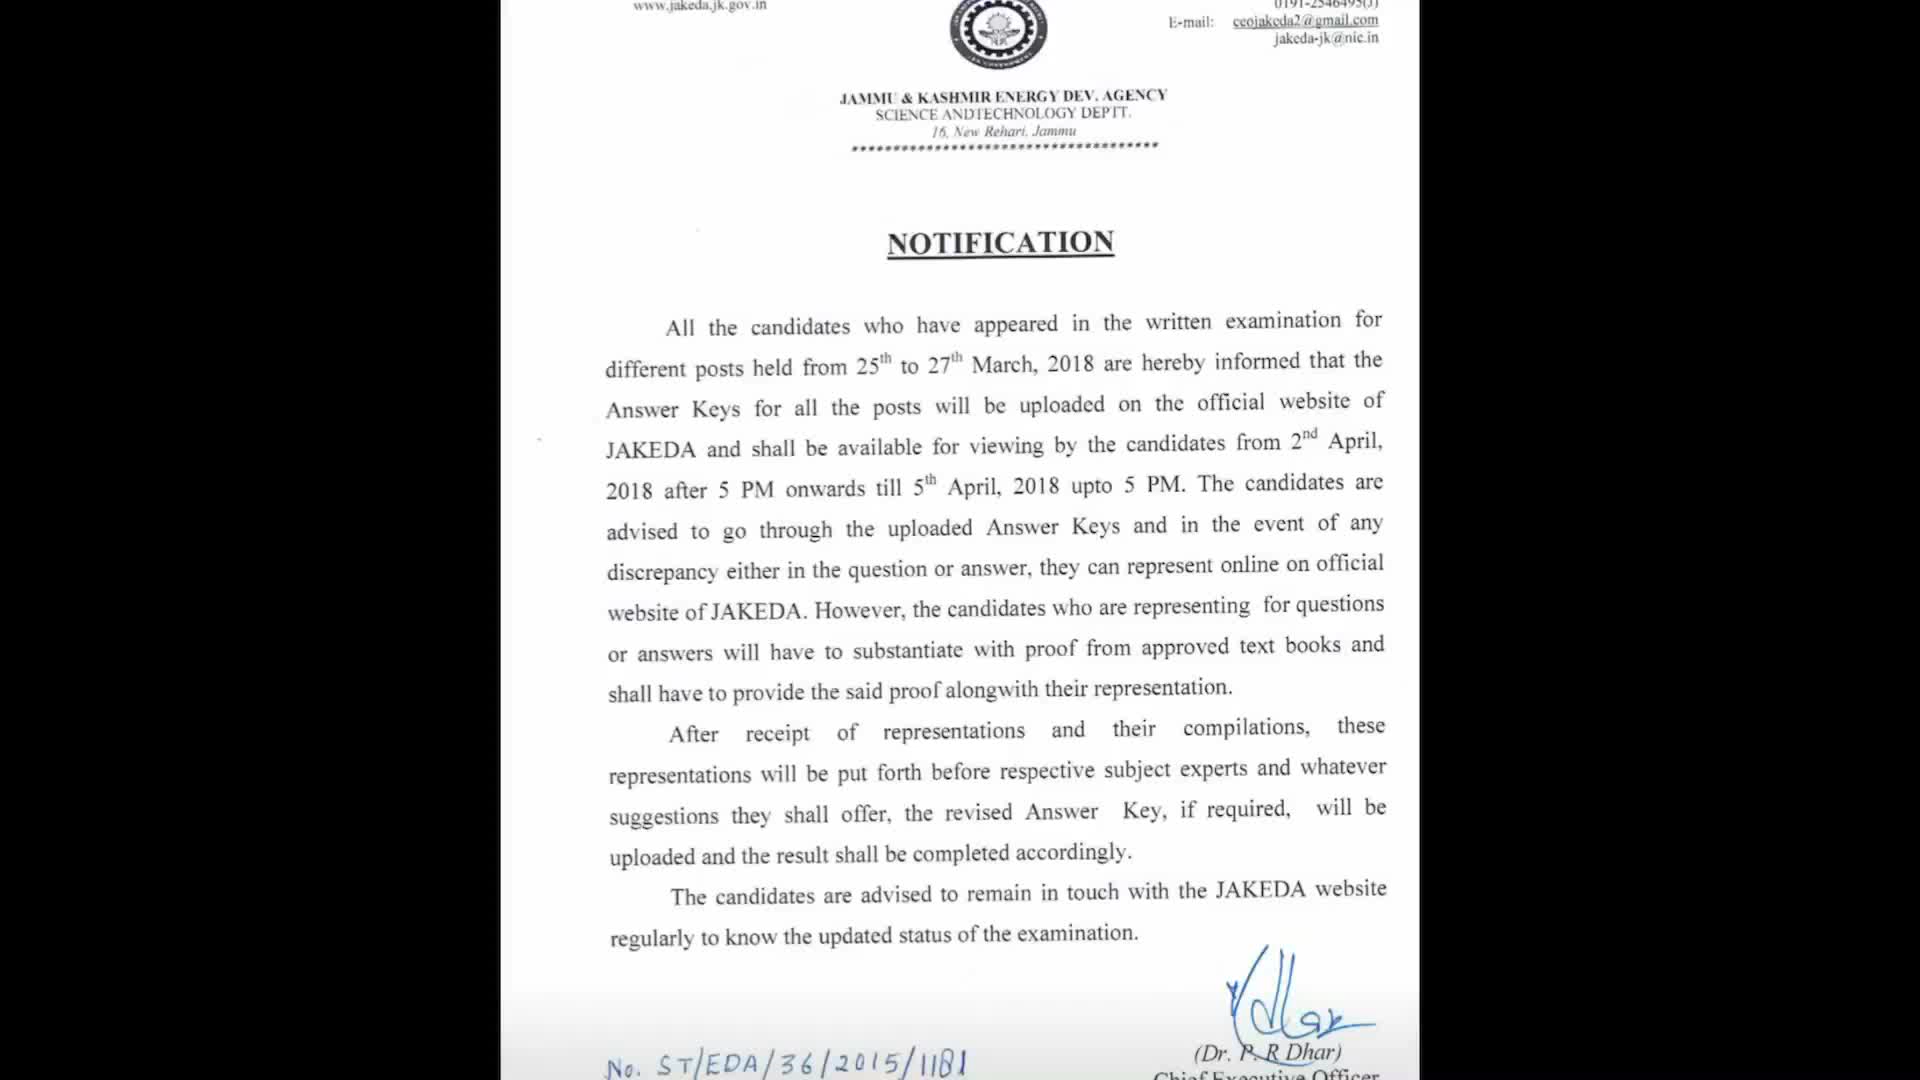 www.jakeda.jk.gov.in
0191-2546495(J)
E-mail: ceojakeda2@gmail.com
jakeda-jk@nic.in
JAMMU & KASHMIR ENERGY DEV. AGENCY
SCIENCE ANDTECHNOLOGY DEPTT.
16, New Rehari, Jammu
NOTIFICATION
All the candidates who have appeared in the written examination for
different posts held from 25th to 27th March, 2018 are hereby informed that the
Answer Keys for all the posts will be uploaded on the official website of
JAKEDA and shall be available for viewing by the candidates from 2nd April,
2018 after 5 PM onwards till 5th April, 2018 upto 5 PM. The candidates are
advised to go through the uploaded Answer Keys and in the event of any
discrepancy either in the question or answer, they can represent online on official
website of JAKEDA. However, the candidates who are representing for questions
or answers will have to substantiate with proof from approved text books and
shall have to provide the said proof alongwith their representation.
After receipt of representations and their compilations, these
representations will be put forth before respective subject experts and whatever
suggestions they shall offer, the revised Answer Key, if required, will be
uploaded and the result shall be completed accordingly.
The candidates are advised to remain in touch with the JAKEDA website
regularly to know the updated status of the examination.
(Dr. P. R Dhar)
No. ST/EDA/36/2015/1181
Chief Executive Officer